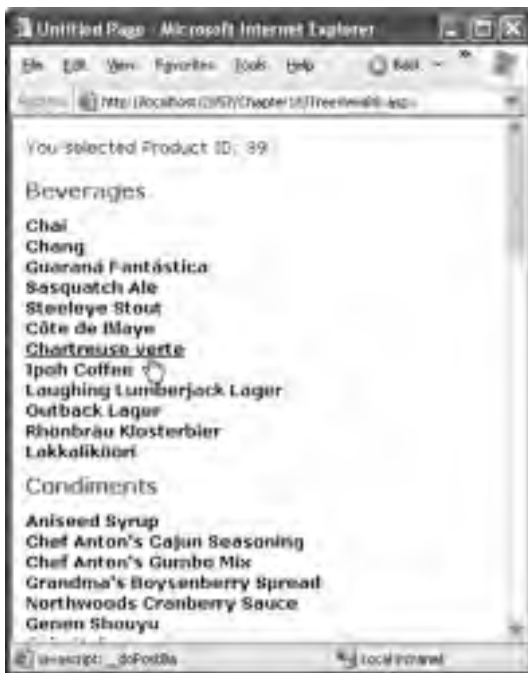 Untitled Page - Microsoft Internet Explorer
File Edit View Favorites Tools Help Back
Address
You selected Product ID: 39
Beverages
Chai
Chang
Guaraná Fantástica
Sasquatch Ale
Steeleye Stout
Côte de Blaye
Chartreuse verte
Ipoh Coffee
Laughing Lumberjack Lager
Outback Lager
Rhönbräu Klosterbier
Lakkalikööri
Condiments
Aniseed Syrup
Chef Anton's Cajun Seasoning
Chef Anton's Gumbo Mix
Grandma's Boysenberry Spread
Northwoods Cranberry Sauce
Genen Shouyu
javascript:__doPostBa Local intranet